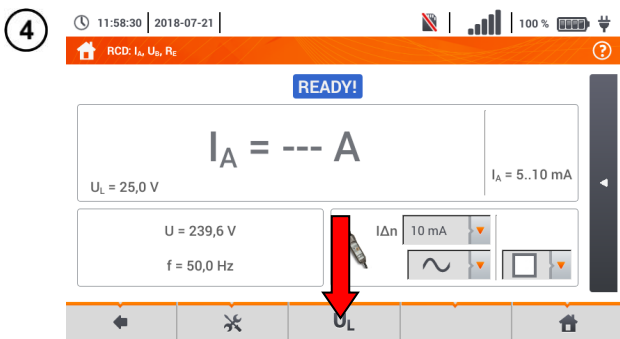 4
11:58:30 2018-07-21 100 %
RCD: IA, UB, RE ?
READY!
IA = --- A
UL = 25,0 V
IA = 5..10 mA
U = 239,6 V
f = 50,0 Hz
IΔn 10 mA
UL